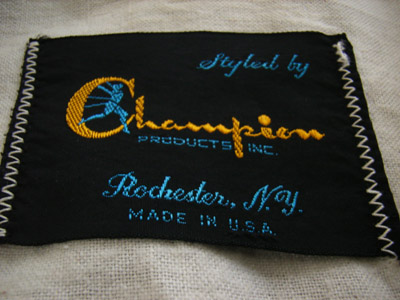 Styled by
Champion
PRODUCTS INC.
Rochester, N.Y.
MADE IN U.S.A.